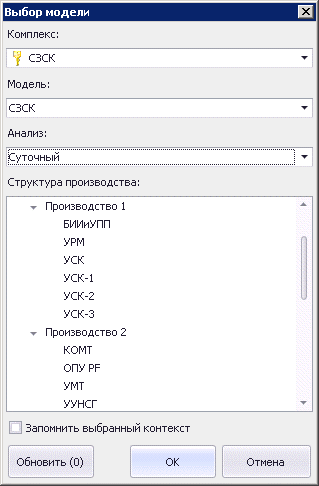 Выбор модели
Комплекс:
СЗСК
Модель:
СЗСК
Анализ:
Суточный
Структура производства:
Производство 1
БИИиУПП
УРМ
УСК
УСК-1
УСК-2
УСК-3
Производство 2
КОМТ
ОПУ PF
УМТ
УУНСГ
Запомнить выбранный контекст
Обновить (0)
ОК
Отмена